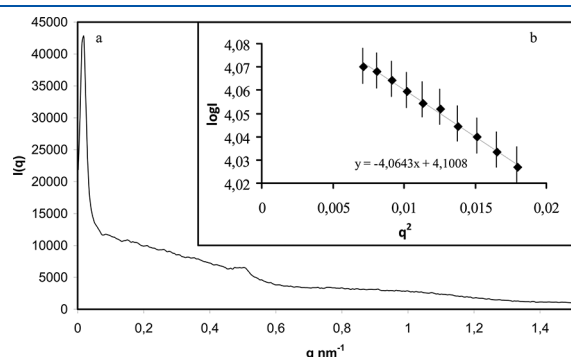 45000
40000
35000
30000
25000
20000
15000
10000
5000
0
I(q)
a
b
4,08
4,07
4,06
4,05
4,04
4,03
4,02
logI
y = -4,0643x + 4,1008
0 0,005 0,01 0,015 0,02
q²
0 0,2 0,4 0,6 0,8 1 1,2 1,4
q nm⁻¹